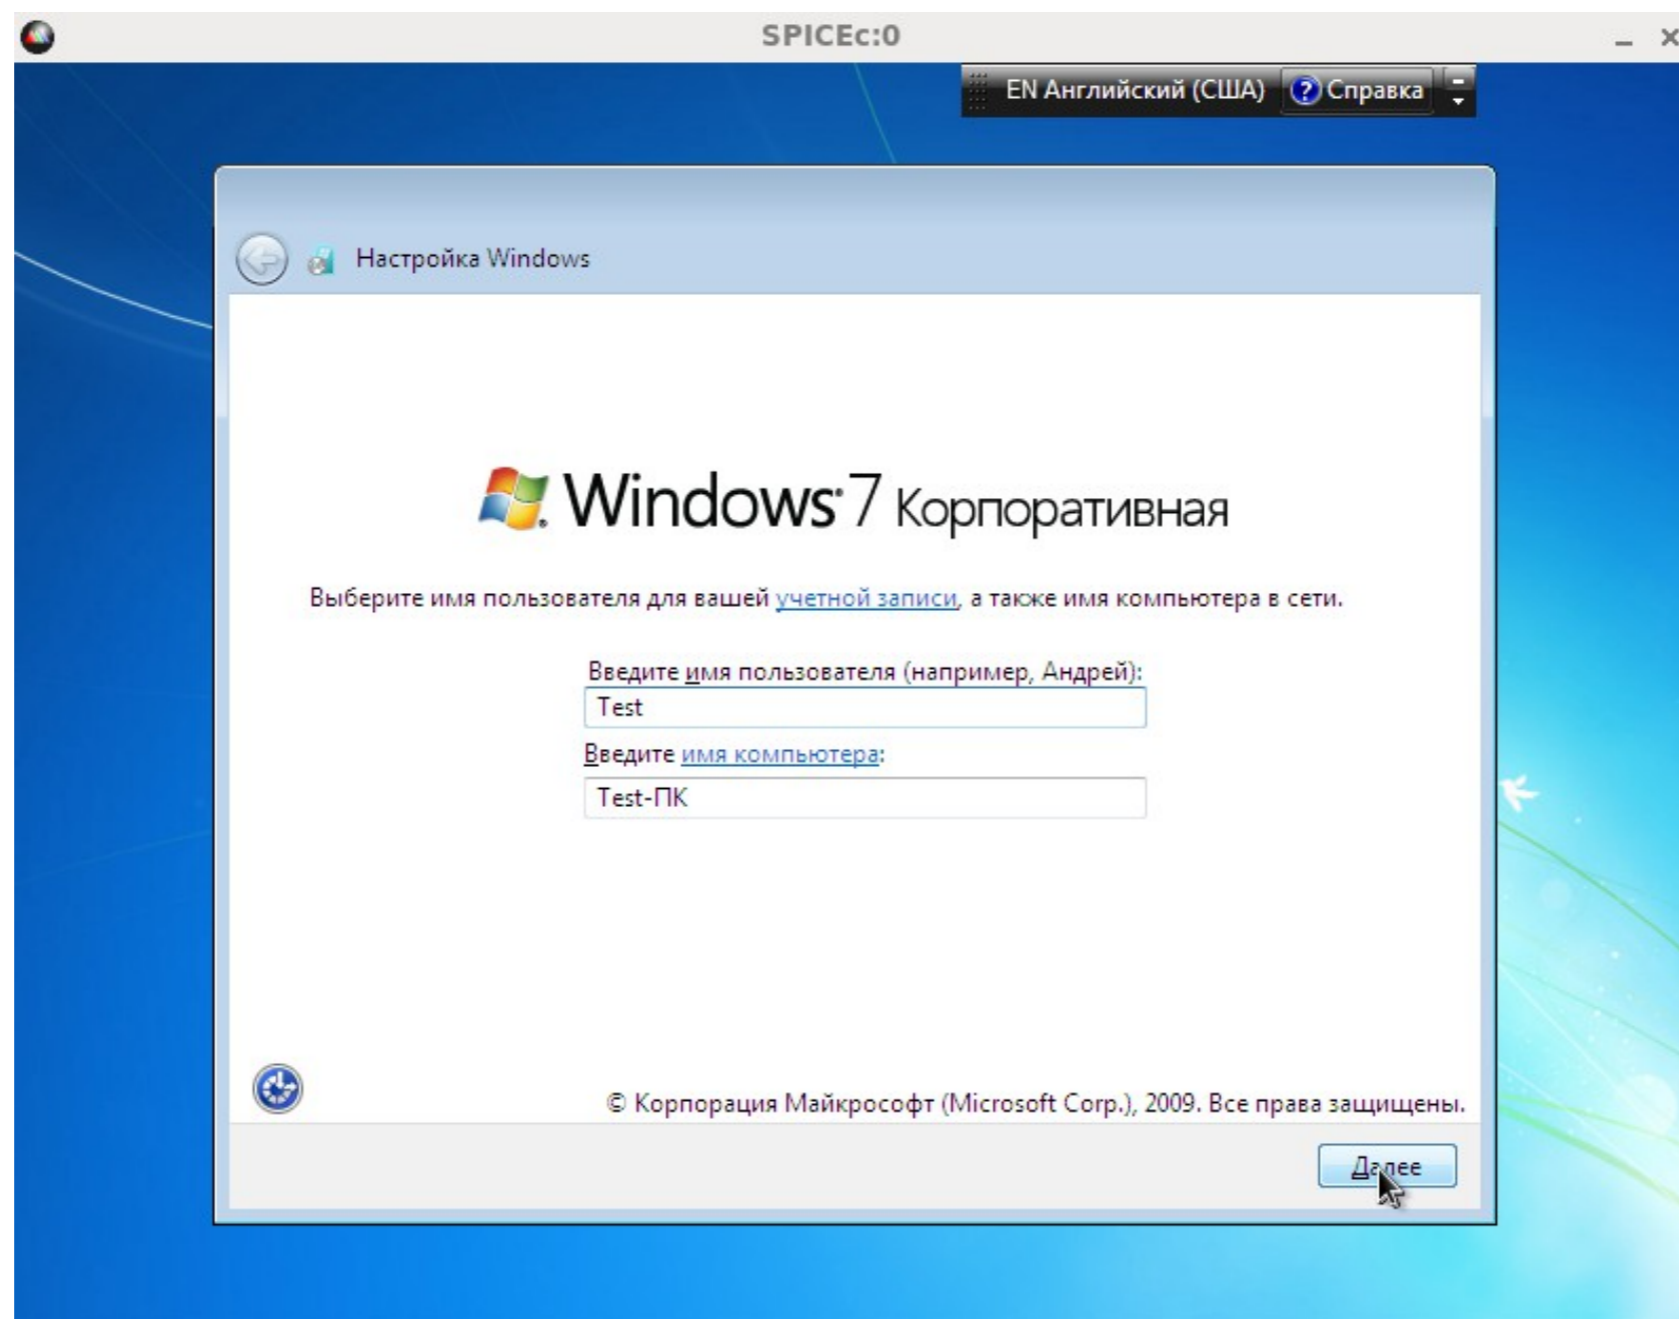 SPICEc:0
EN Английский (США) ? Справка
Настройка Windows
Windows 7 Корпоративная
Выберите имя пользователя для вашей учетной записи, а также имя компьютера в сети.
Введите имя пользователя (например, Андрей):
Test
Введите имя компьютера:
Test-ПК
© Корпорация Майкрософт (Microsoft Corp.), 2009. Все права защищены.
Далее